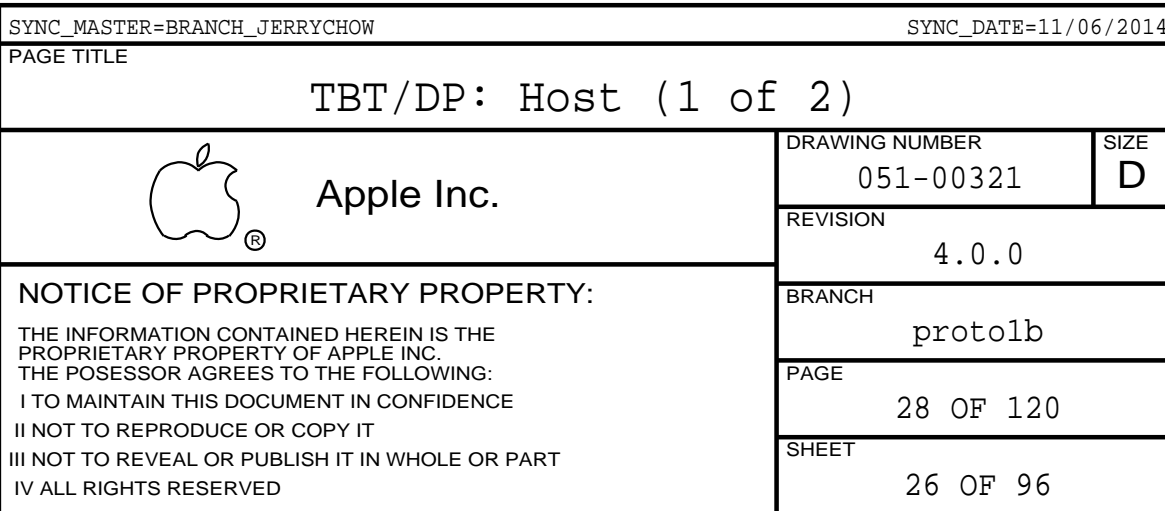 SYNC_MASTER=BRANCH_JERRYCHOW SYNC_DATE=11/06/2014
PAGE TITLE
TBT/DP: Host (1 of 2)
Apple Inc.
®
DRAWING NUMBER
051-00321
SIZE
D
REVISION
4.0.0
NOTICE OF PROPRIETARY PROPERTY:
THE INFORMATION CONTAINED HEREIN IS THE
PROPRIETARY PROPERTY OF APPLE INC.
THE POSESSOR AGREES TO THE FOLLOWING:
I TO MAINTAIN THIS DOCUMENT IN CONFIDENCE
II NOT TO REPRODUCE OR COPY IT
III NOT TO REVEAL OR PUBLISH IT IN WHOLE OR PART
IV ALL RIGHTS RESERVED
BRANCH
proto1b
PAGE
28 OF 120
SHEET
26 OF 96